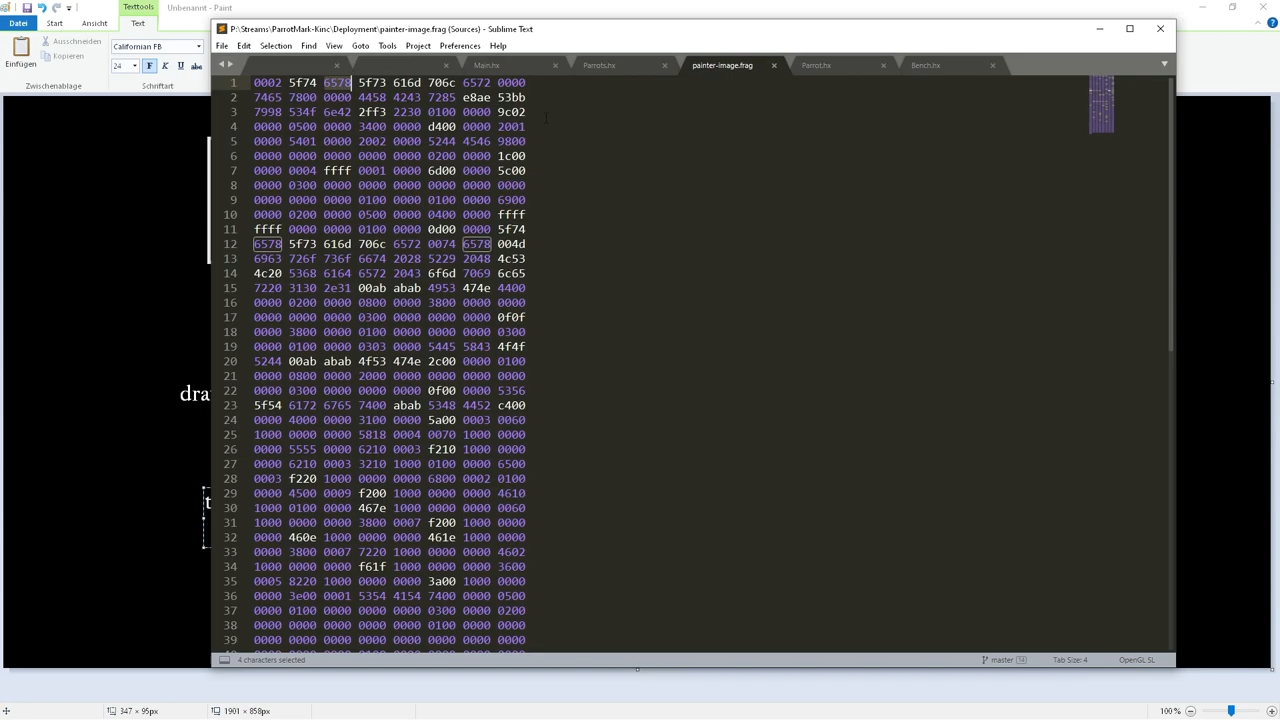 Texttools
Unbenannt - Paint
P:\Streams\ParrotMark-Kinc\Deployment\painter-image.frag (Sources) - Sublime Text
Datei Start Ansicht Text
File Edit Selection Find View Goto Tools Project Preferences Help
Einfügen
Ausschneiden
Kopieren
Zwischenablage
Californian FB
24 F K U
Schriftart
Main.hx Parrots.hx painter-image.frag Parrot.hx Bench.hx
1 0002 5f74 6578 5f73 616d 706c 6572 0000
2 7465 7800 0000 4458 4243 7285 e8ae 53bb
3 7998 534f 6e42 2ff3 2230 0100 0000 9c02
4 0000 0500 0000 3400 0000 d400 0000 2001
5 0000 5401 0000 2002 0000 5244 4546 9800
6 0000 0000 0000 0000 0000 0200 0000 1c00
7 0000 0004 ffff 0001 0000 6d00 0000 5c00
8 0000 0300 0000 0000 0000 0000 0000 0000
9 0000 0000 0000 0100 0000 0100 0000 6900
10 0000 0200 0000 0500 0000 0400 0000 ffff
11 ffff 0000 0000 0100 0000 0d00 0000 5f74
12 6578 5f73 616d 706c 6572 0074 6578 004d
13 6963 726f 736f 6674 2028 5229 2048 4c53
14 4c20 5368 6164 6572 2043 6f6d 7069 6c65
15 7220 3130 2e31 00ab abab 4953 474e 4400
16 0000 0200 0000 0800 0000 3800 0000 0000
17 0000 0000 0000 0300 0000 0000 0000 0f0f
18 0000 3800 0000 0100 0000 0000 0000 0300
19 0000 0100 0000 0303 0000 5445 5843 4f4f
20 5244 00ab abab 4f53 474e 2c00 0000 0100
21 0000 0800 0000 2000 0000 0000 0000 0000
22 0000 0300 0000 0000 0000 0f00 0000 5356
23 5f54 6172 6765 7400 abab 5348 4452 c400
24 0000 4000 0000 3100 0000 5a00 0003 0060
25 1000 0000 0000 5818 0004 0070 1000 0000
26 0000 5555 0000 6210 0003 f210 1000 0000
27 0000 6210 0003 3210 1000 0100 0000 6500
28 0003 f220 1000 0000 0000 6800 0002 0100
29 0000 4500 0009 f200 1000 0000 0000 4610
30 1000 0100 0000 467e 1000 0000 0000 0060
31 1000 0000 0000 3800 0007 f200 1000 0000
32 0000 460e 1000 0000 0000 461e 1000 0000
33 0000 3800 0007 7220 1000 0000 0000 4602
34 1000 0000 0000 f61f 1000 0000 0000 3600
35 0005 8220 1000 0000 0000 3a00 1000 0000
36 0000 3e00 0001 5354 4154 7400 0000 0500
37 0000 0100 0000 0000 0000 0300 0000 0200
38 0000 0000 0000 0000 0000 0100 0000 0000
39 0000 0000 0000 0000 0000 0000 0000 0000
4 characters selected
master 14 Tab Size: 4 OpenGL SL
347 × 95px 1901 × 858px 100 %